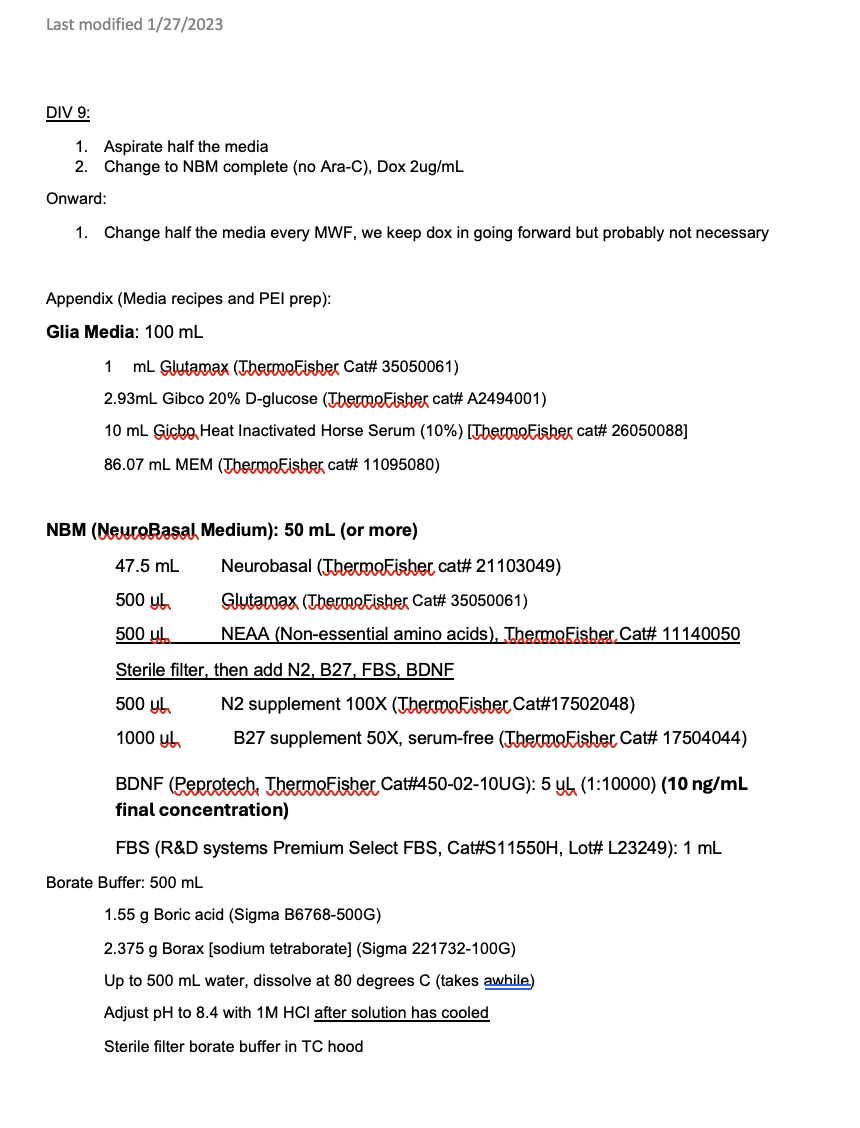 Last modified 1/27/2023
DIV 9:
1. Aspirate half the media
2. Change to NBM complete (no Ara-C), Dox 2ug/mL
Onward:
1. Change half the media every MWF, we keep dox in going forward but probably not necessary
Appendix (Media recipes and PEI prep):
Glia Media: 100 mL
1 mL Glutamax (ThermoFisher Cat# 35050061)
2.93mL Gibco 20% D-glucose (ThermoFisher cat# A2494001)
10 mL Gicbo Heat Inactivated Horse Serum (10%) [ThermoFisher cat# 26050088]
86.07 mL MEM (ThermoFisher cat# 11095080)
NBM (NeuroBasal Medium): 50 mL (or more)
47.5 mL Neurobasal (ThermoFisher cat# 21103049)
500 uL Glutamax (ThermoFisher Cat# 35050061)
500 uL NEAA (Non-essential amino acids), ThermoFisher Cat# 11140050
Sterile filter, then add N2, B27, FBS, BDNF
500 uL N2 supplement 100X (ThermoFisher Cat#17502048)
1000 uL B27 supplement 50X, serum-free (ThermoFisher Cat# 17504044)
BDNF (Peprotech, ThermoFisher Cat#450-02-10UG): 5 uL (1:10000) (10 ng/mL
final concentration)
FBS (R&D systems Premium Select FBS, Cat#S11550H, Lot# L23249): 1 mL
Borate Buffer: 500 mL
1.55 g Boric acid (Sigma B6768-500G)
2.375 g Borax [sodium tetraborate] (Sigma 221732-100G)
Up to 500 mL water, dissolve at 80 degrees C (takes awhile)
Adjust pH to 8.4 with 1M HCl after solution has cooled
Sterile filter borate buffer in TC hood